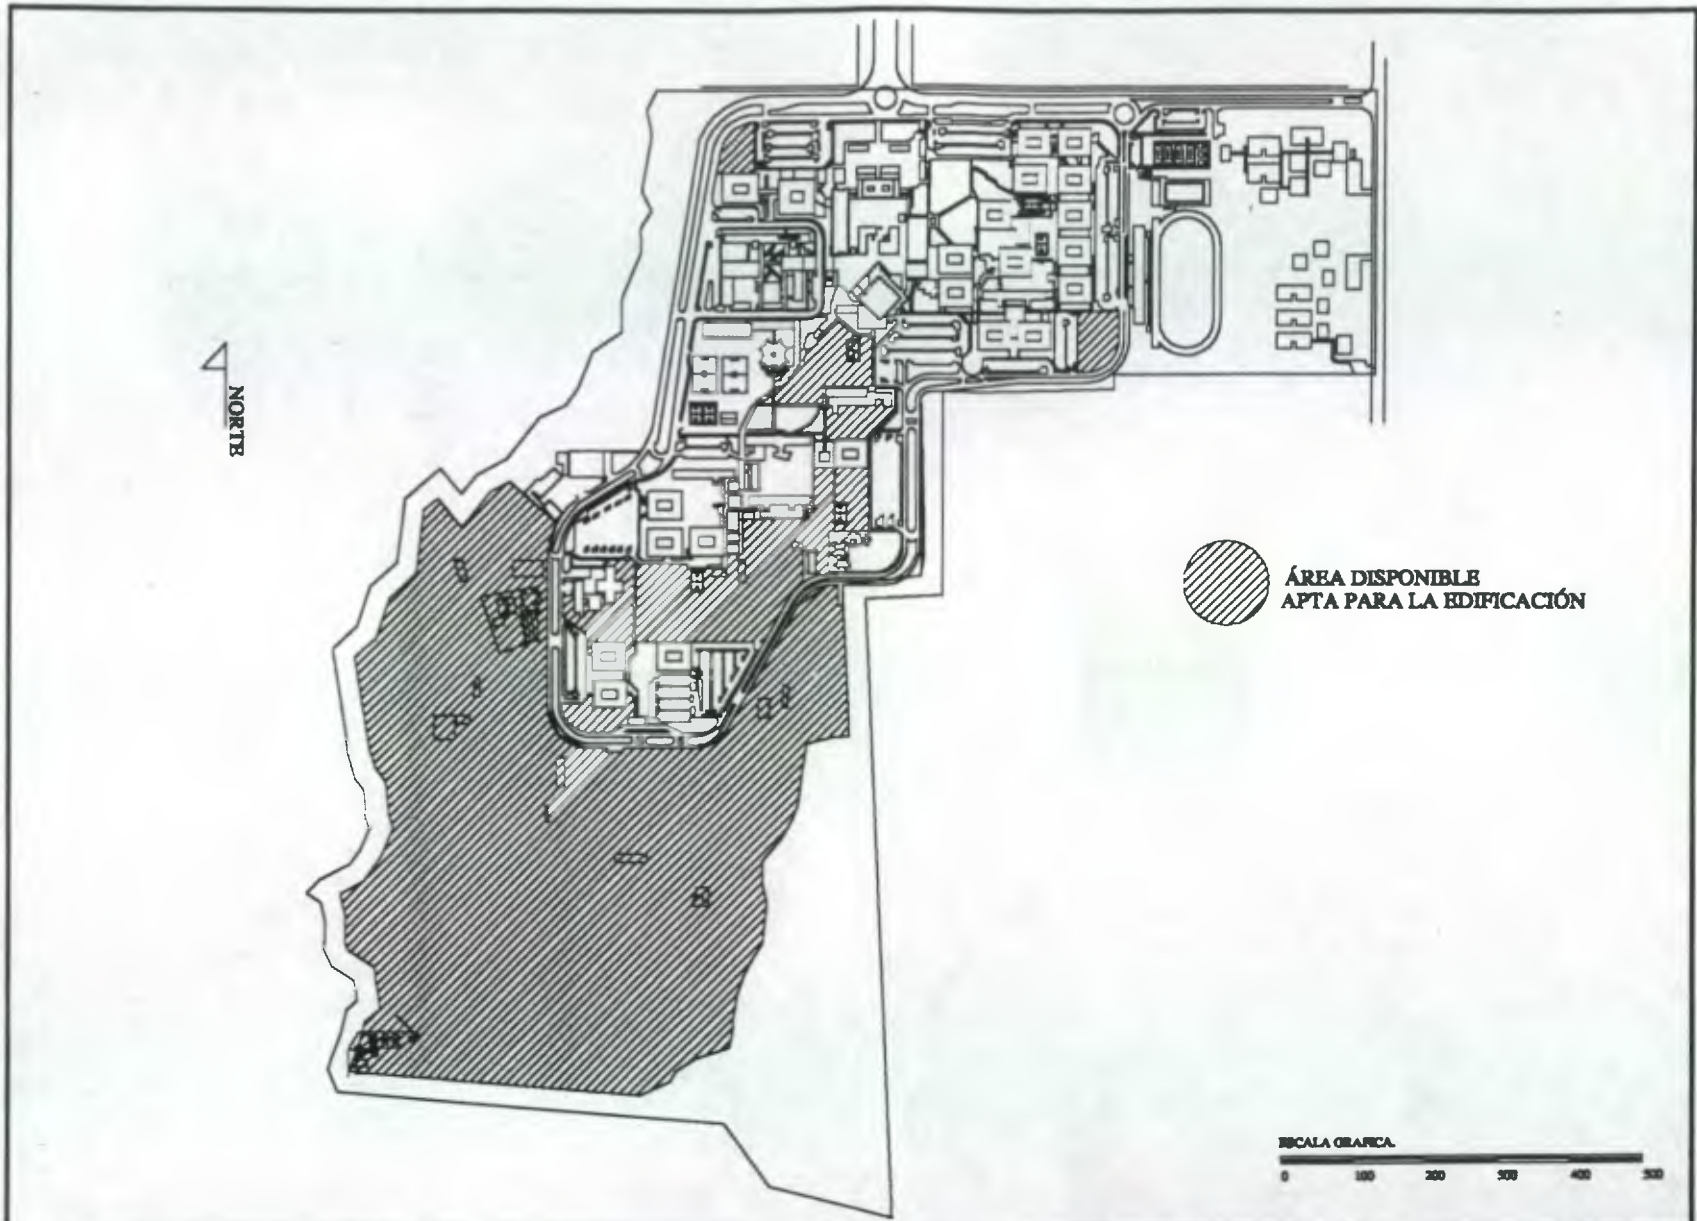 NORTE
ÁREA DISPONIBLE
APTA PARA LA EDIFICACIÓN
ESCALA GRAFICA.
0 100 200 300 400 500